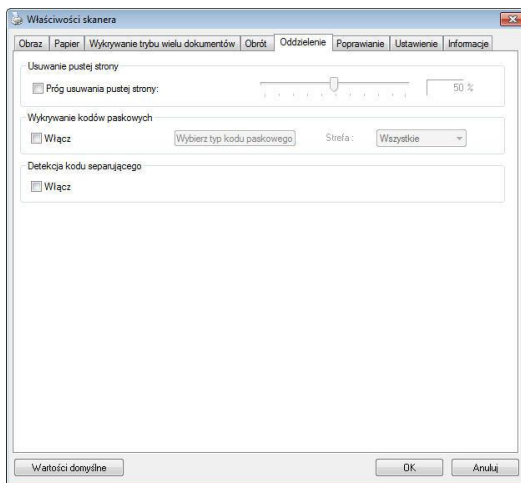 Właściwości skanera
Obraz Papier Wykrywanie trybu wielu dokumentów Obrót Oddzielenie Poprawianie Ustawienie Informacje
Usuwanie pustej strony
Próg usuwania pustej strony: 50 %
Wykrywanie kodów paskowych
Włącz Wybierz typ kodu paskowego Strefa : Wszystkie
Detekcja kodu separującego
Włącz
Wartości domyślne OK Anuluj